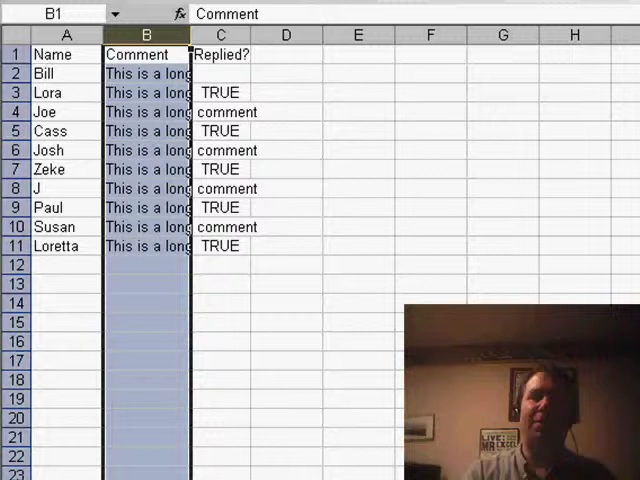 B1 fx Comment
A B C D E F G H
1 Name Comment Replied?
2 Bill This is a long
3 Lora This is a long TRUE
4 Joe This is a long comment
5 Cass This is a long TRUE
6 Josh This is a long comment
7 Zeke This is a long TRUE
8 J This is a long comment
9 Paul This is a long TRUE
10 Susan This is a long comment
11 Loretta This is a long TRUE
12
13
14
15
16
17
18
19
20
21
22
23
LIVE!
MR EXCEL